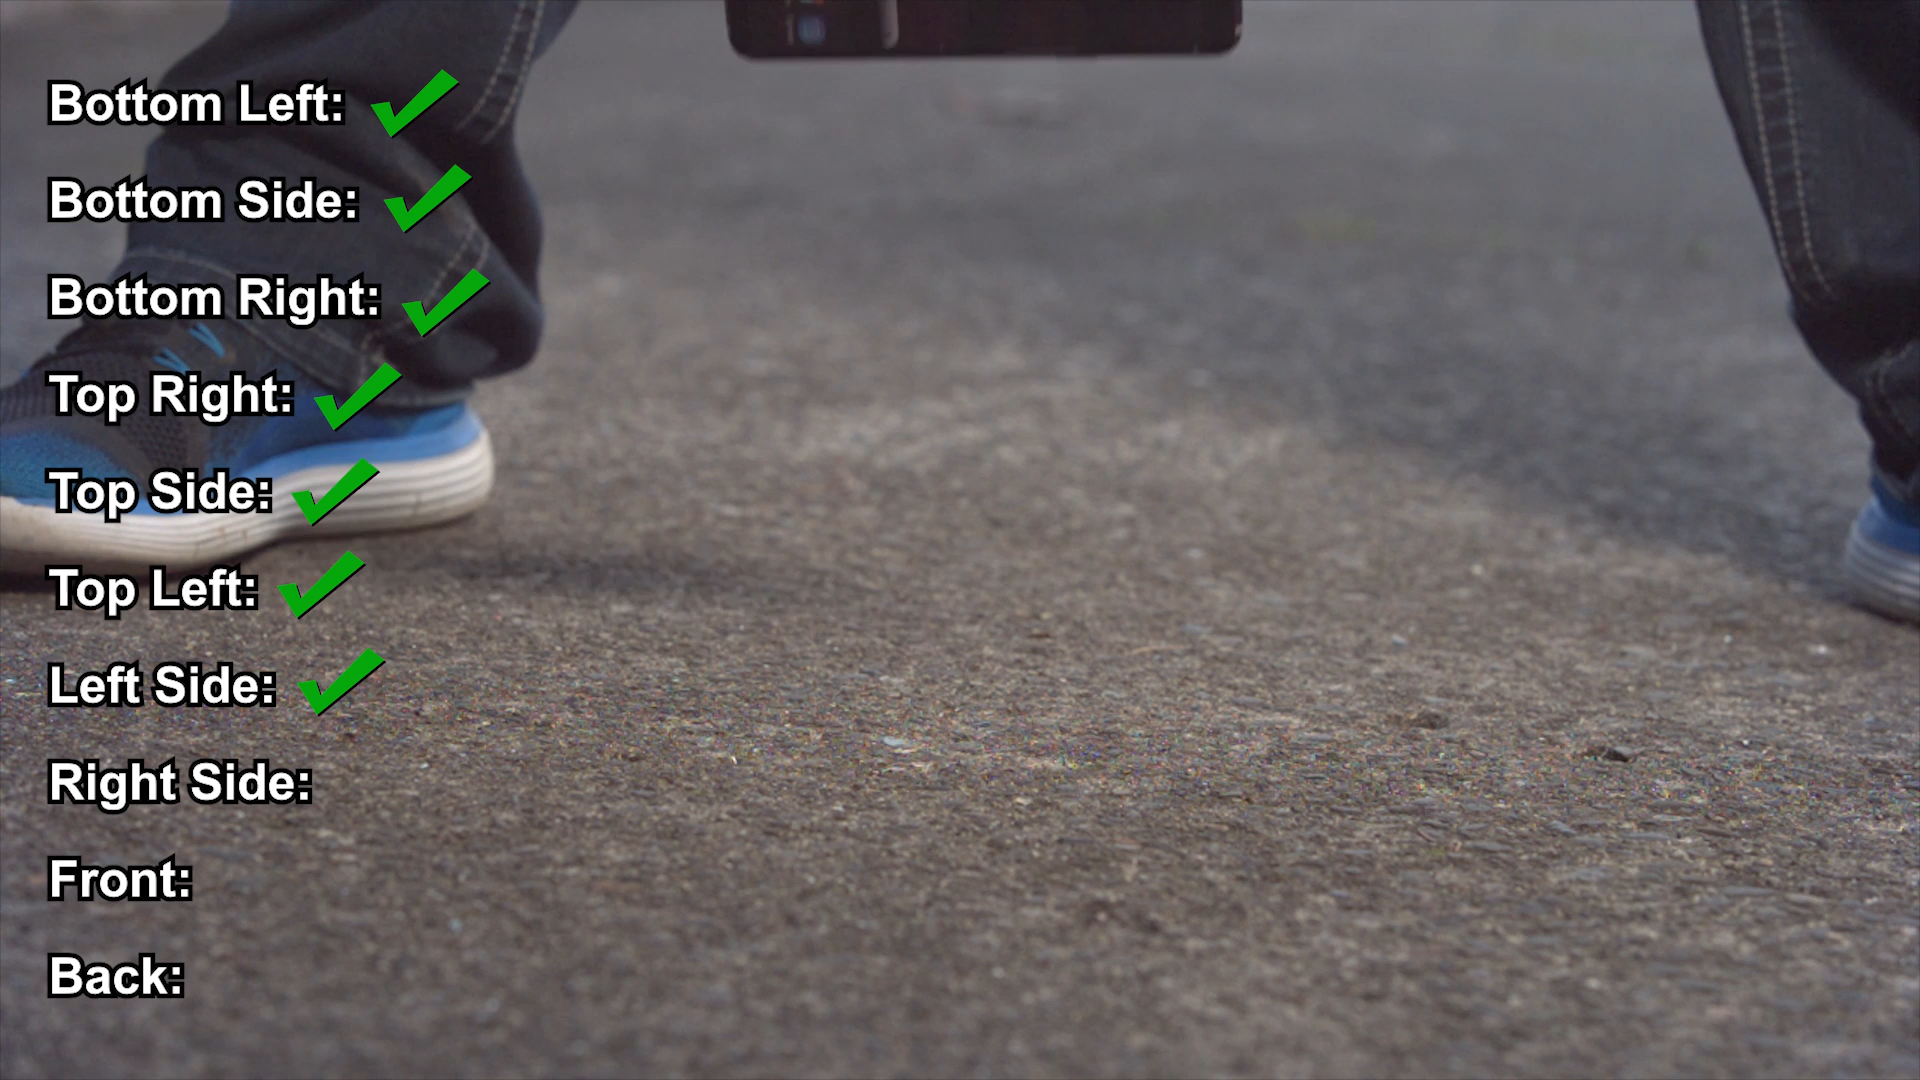 Bottom Left:
Bottom Side:
Bottom Right:
Top Right:
Top Side:
Top Left:
Left Side:
Right Side:
Front:
Back: